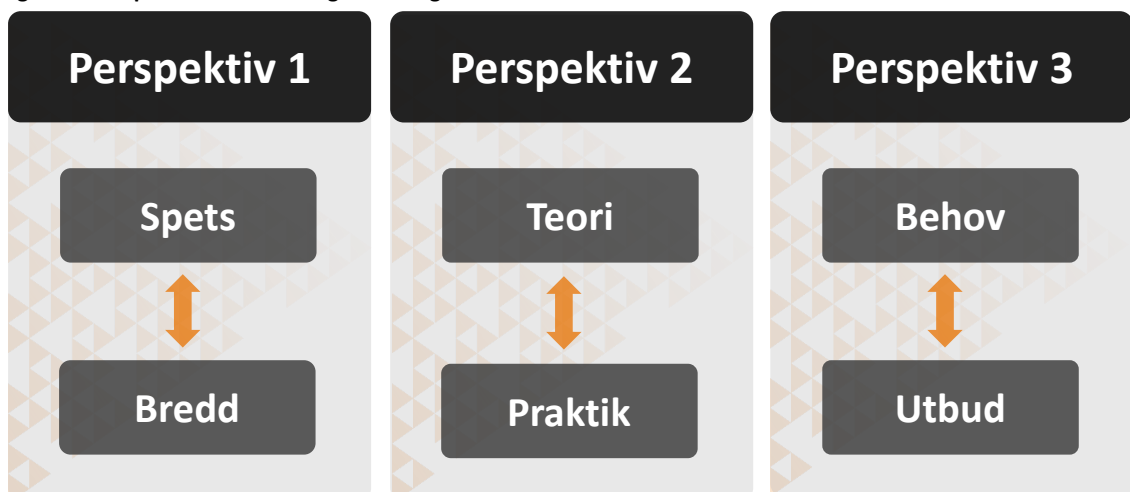 Perspektiv 1
Spets
Bredd
Perspektiv 2
Teori
Praktik
Perspektiv 3
Behov
Utbud